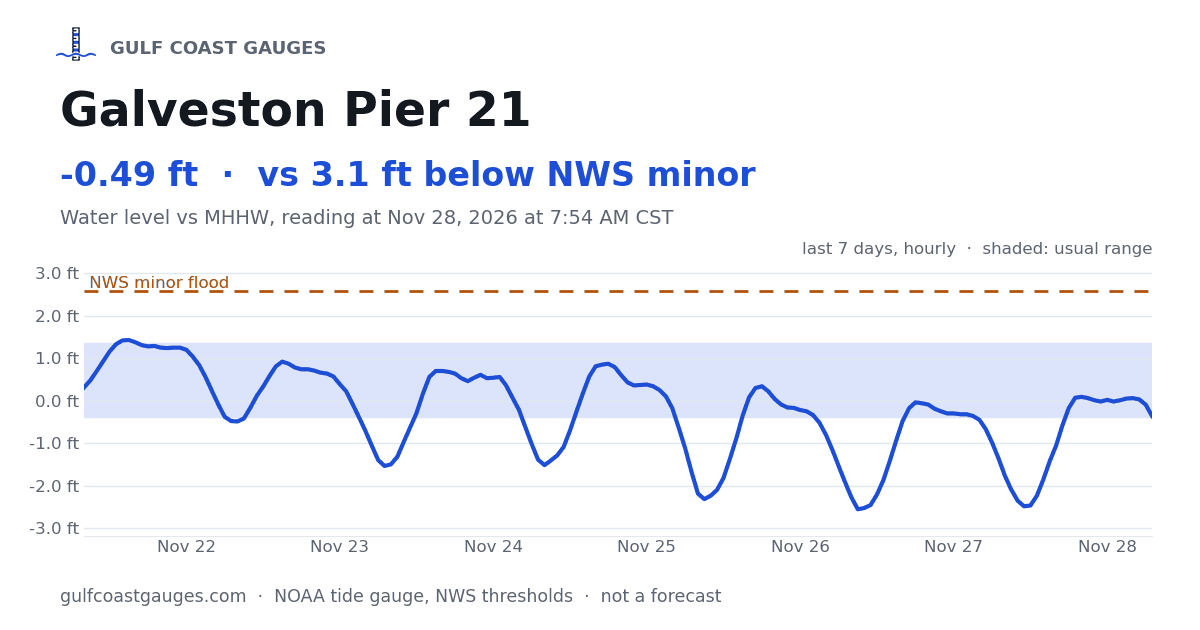 GULF COAST GAUGES
Galveston Pier 21
-0.49 ft · vs 3.1 ft below NWS minor
Water level vs MHHW, reading at Nov 28, 2026 at 7:54 AM CST
last 7 days, hourly · shaded: usual range
3.0 ft
NWS minor flood
2.0 ft
1.0 ft
0.0 ft
-1.0 ft
-2.0 ft
-3.0 ft
Nov 22 Nov 23 Nov 24 Nov 25 Nov 26 Nov 27 Nov 28
gulfcoastgauges.com · NOAA tide gauge, NWS thresholds · not a forecast